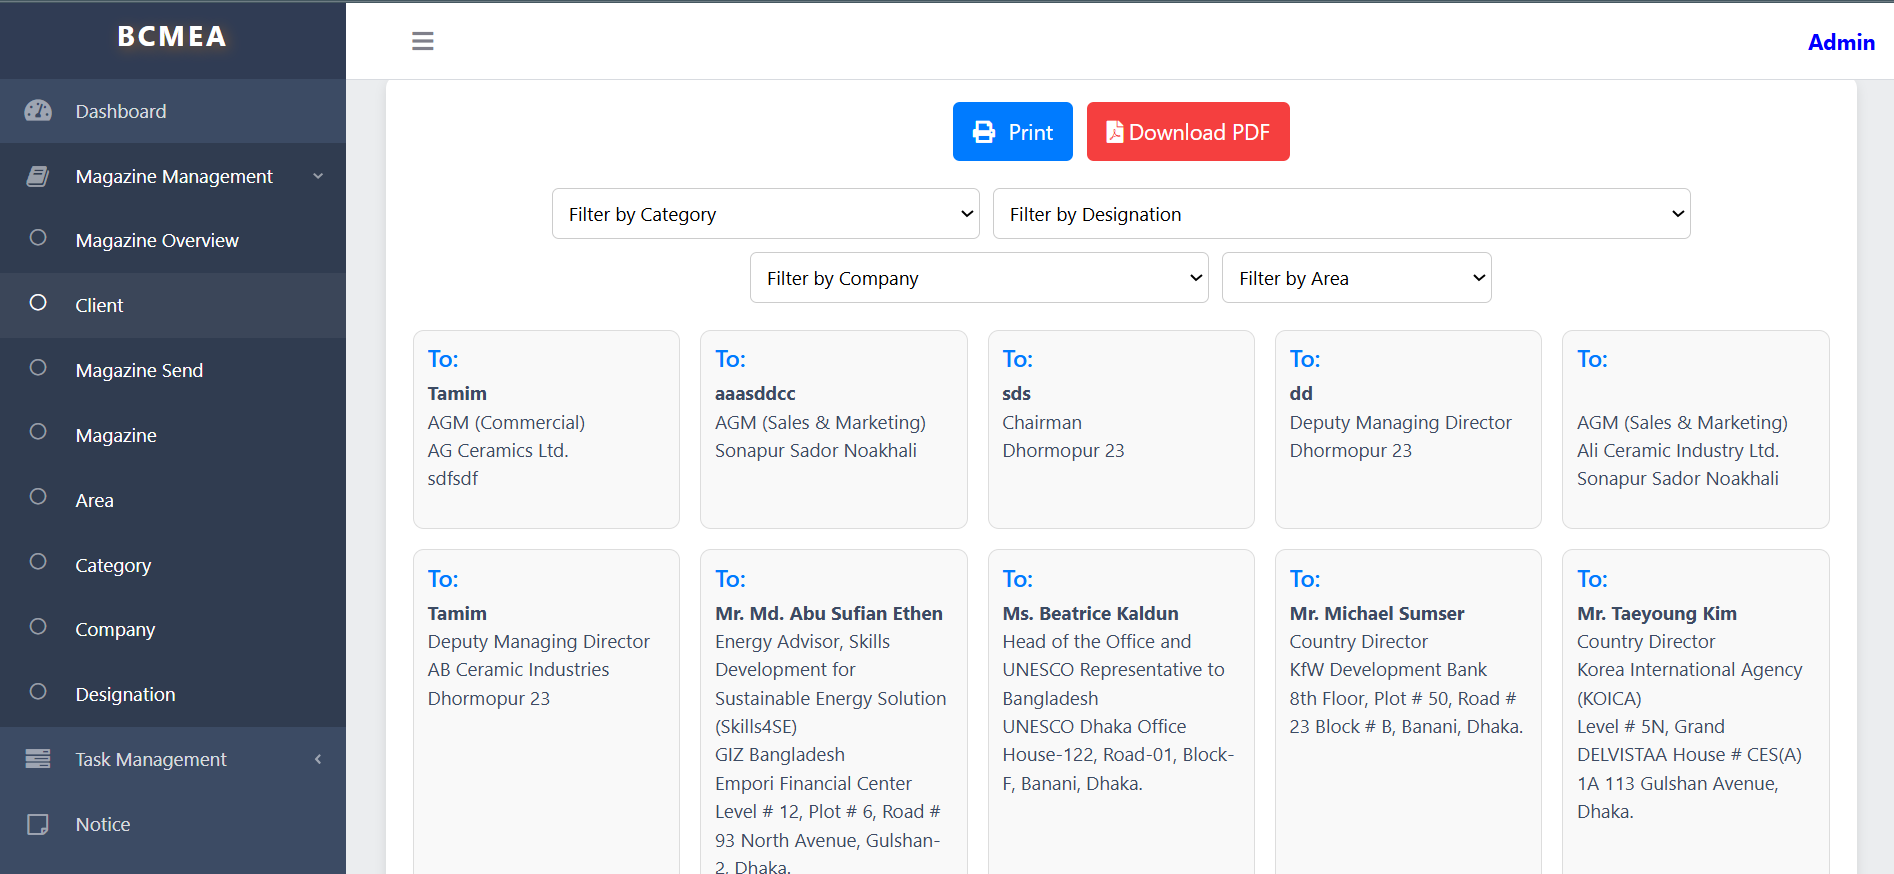 BCMEA
Admin
Dashboard
Magazine Management
Magazine Overview
Client
Magazine Send
Magazine
Area
Category
Company
Designation
Task Management
Notice
Print
Download PDF
Filter by Category
Filter by Designation
Filter by Company
Filter by Area
To:
Tamim
AGM (Commercial)
AG Ceramics Ltd.
sdfsdf
To:
aaasddcc
AGM (Sales & Marketing)
Sonapur Sador Noakhali
To:
sds
Chairman
Dhormopur 23
To:
dd
Deputy Managing Director
Dhormopur 23
To:
AGM (Sales & Marketing)
Ali Ceramic Industry Ltd.
Sonapur Sador Noakhali
To:
Tamim
Deputy Managing Director
AB Ceramic Industries
Dhormopur 23
To:
Mr. Md. Abu Sufian Ethen
Energy Advisor, Skills
Development for
Sustainable Energy Solution
(Skills4SE)
GIZ Bangladesh
Empori Financial Center
Level # 12, Plot # 6, Road #
93 North Avenue, Gulshan-
2, Dhaka.
To:
Ms. Beatrice Kaldun
Head of the Office and
UNESCO Representative to
Bangladesh
UNESCO Dhaka Office
House-122, Road-01, Block-
F, Banani, Dhaka.
To:
Mr. Michael Sumser
Country Director
KfW Development Bank
8th Floor, Plot # 50, Road #
23 Block # B, Banani, Dhaka.
To:
Mr. Taeyoung Kim
Country Director
Korea International Agency
(KOICA)
Level # 5N, Grand
DELVISTAA House # CES(A)
1A 113 Gulshan Avenue,
Dhaka.